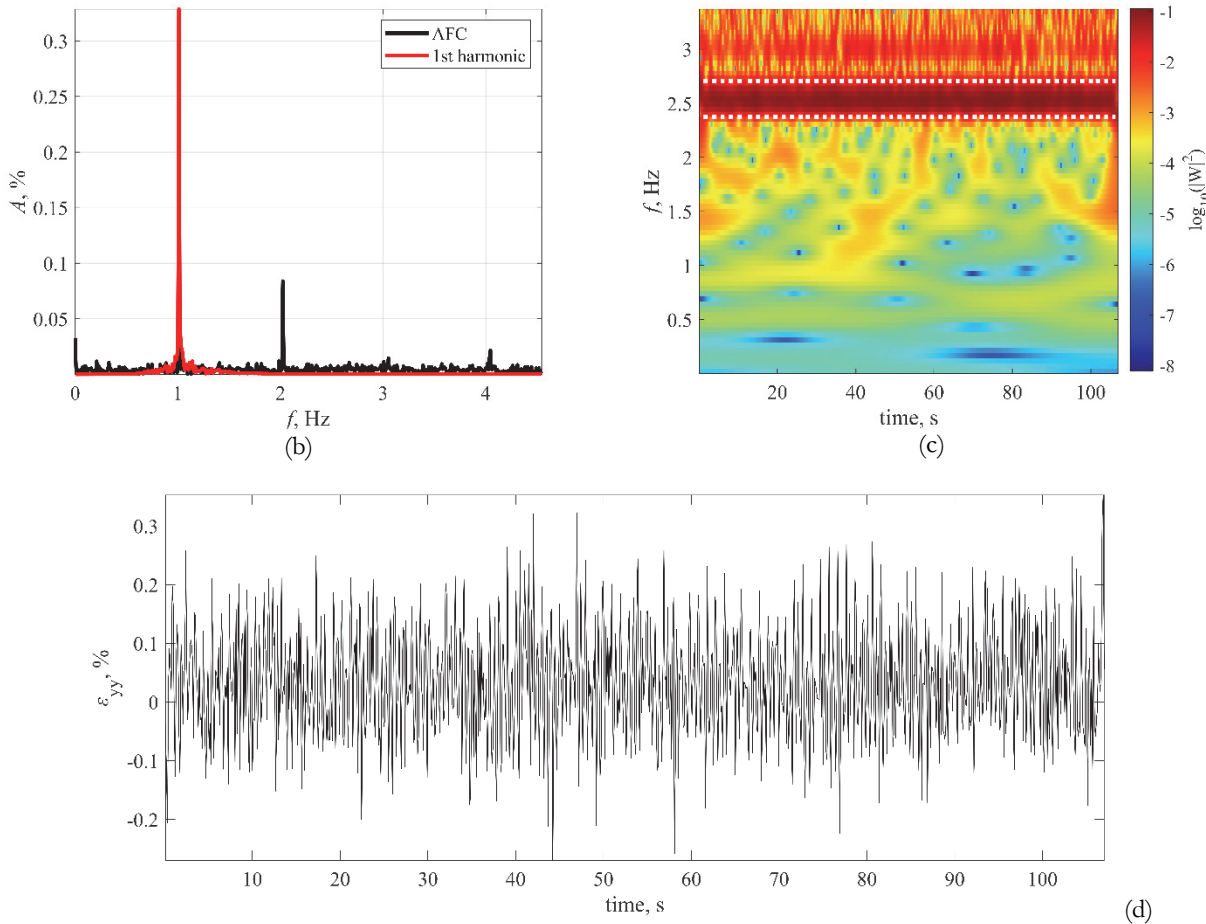 0.3
0.25
0.2
0.15
0.1
0.05
A, %
0 1 2 3 4
f, Hz
AFC
1st harmonic
(b)
3
2.5
2
1.5
1
0.5
f, Hz
20 40 60 80 100
time, s
-1
-2
-3
-4
-5
-6
-7
-8
log10(|W|²)
(c)
0.3
0.2
0.1
0
-0.1
-0.2
εyy, %
10 20 30 40 50 60 70 80 90 100
time, s
(d)